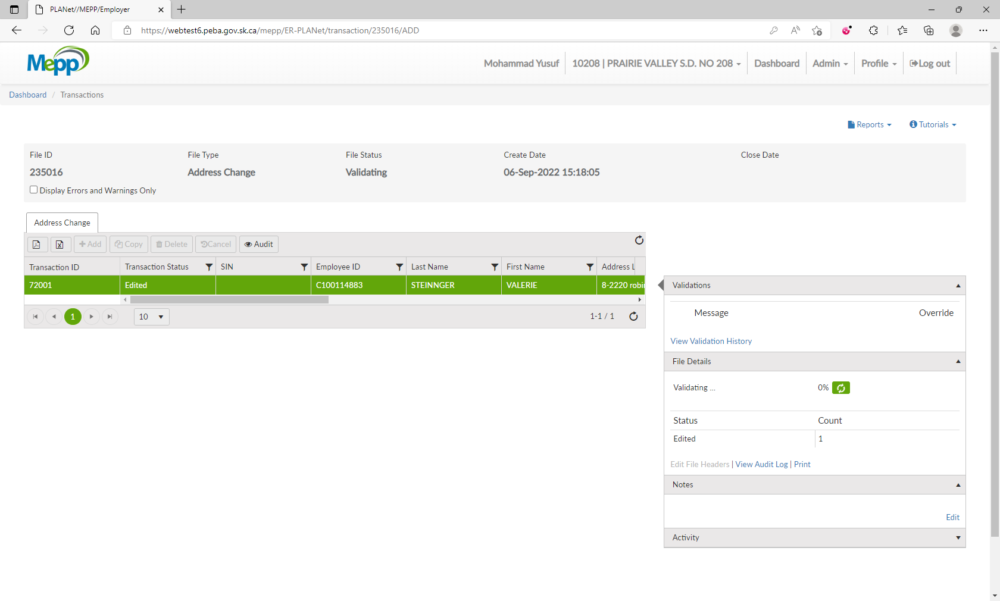 PLANet//MEPP/Employer
https://webtest6.peba.gov.sk.ca/mepp/ER-PLANet/transaction/235016/ADD
Mepp
Mohammad Yusuf
10208 | PRAIRIE VALLEY S.D. NO 208
Dashboard
Admin
Profile
Log out
Dashboard / Transactions
Reports
Tutorials
File ID
File Type
File Status
Create Date
Close Date
235016
Address Change
Validating
06-Sep-2022 15:18:05
Display Errors and Warnings Only
Address Change
Add
Copy
Delete
Cancel
Audit
Transaction ID
Transaction Status
SIN
Employee ID
Last Name
First Name
Address L
72001
Edited
C100114883
STEINNGER
VALERIE
8-2220 robi
1
10
1-1 / 1
Validations
Message
Override
View Validation History
File Details
Validating ...
0%
Status
Count
Edited
1
Edit File Headers | View Audit Log | Print
Notes
Edit
Activity